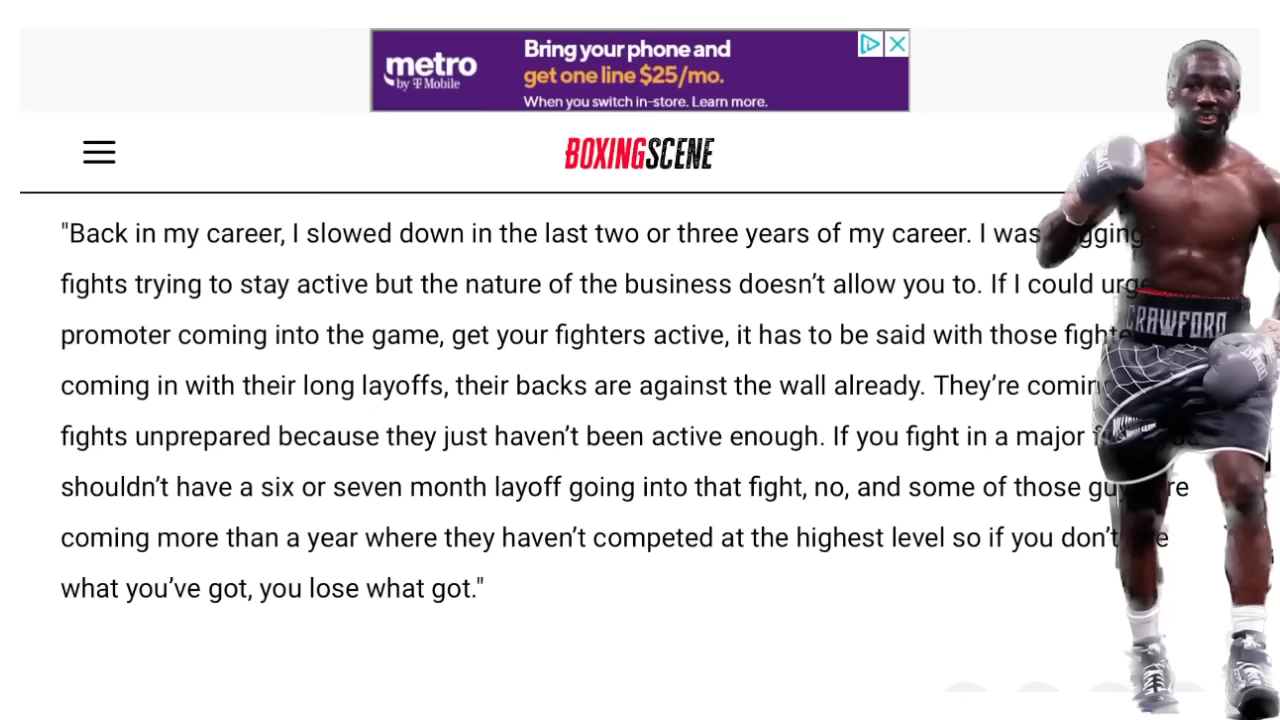 metro
by T Mobile
Bring your phone and
get one line $25/mo.
When you switch in-store. Learn more.
BOXINGSCENE
"Back in my career, I slowed down in the last two or three years of my career. I was
fights trying to stay active but the nature of the business doesn’t allow you to. If I could urge
promoter coming into the game, get your fighters active, it has to be said with those
coming in with their long layoffs, their backs are against the wall already. They’re
fights unprepared because they just haven’t been active enough. If you fight in a major
shouldn’t have a six or seven month layoff going into that fight, no, and some of those
coming more than a year where they haven’t competed at the highest level so if you don’t
what you’ve got, you lose what got."
CRAWFORD